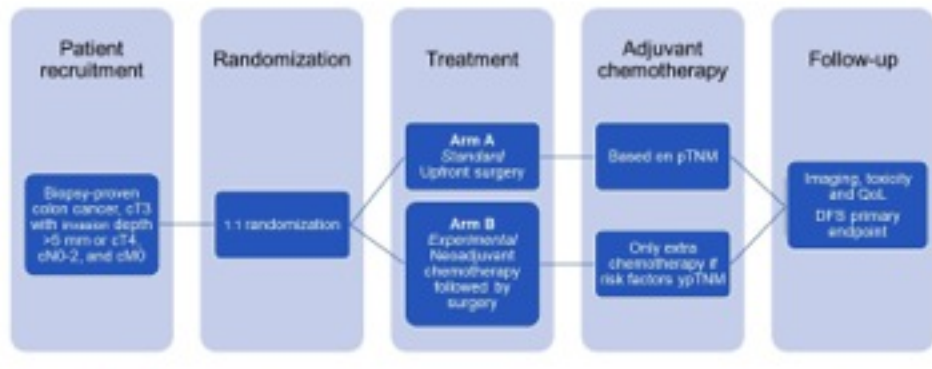 Patient
recruitment
Randomization
Treatment
Adjuvant
chemotherapy
Follow-up
Biopsy-proven
colon cancer, cT3
with invasion depth
>5 mm or cT4,
cN0-2, and cM0
1:1 randomization
Arm A
Standard
Upfront surgery
Arm B
Experimental
Neoadjuvant
chemotherapy
followed by
surgery
Based on pTNM
Only extra
chemotherapy if
risk factors ypTNM
Imaging, toxicity
and QoL
DFS primary
endpoint